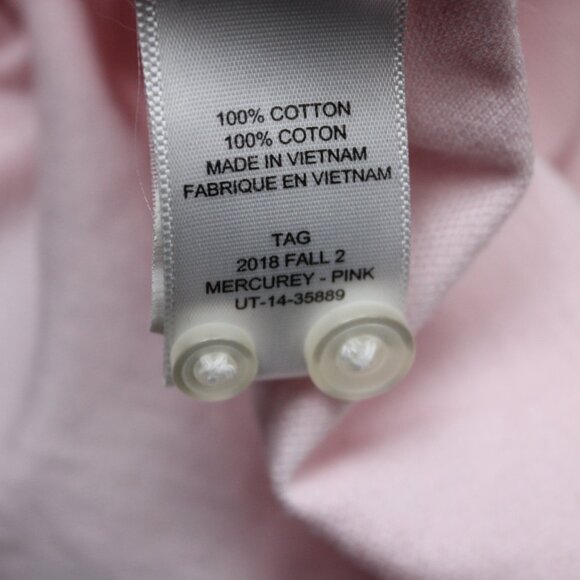 100% COTTON
100% COTON
MADE IN VIETNAM
FABRIQUE EN VIETNAM
TAG
2018 FALL 2
MERCUREY - PINK
UT-14-35889